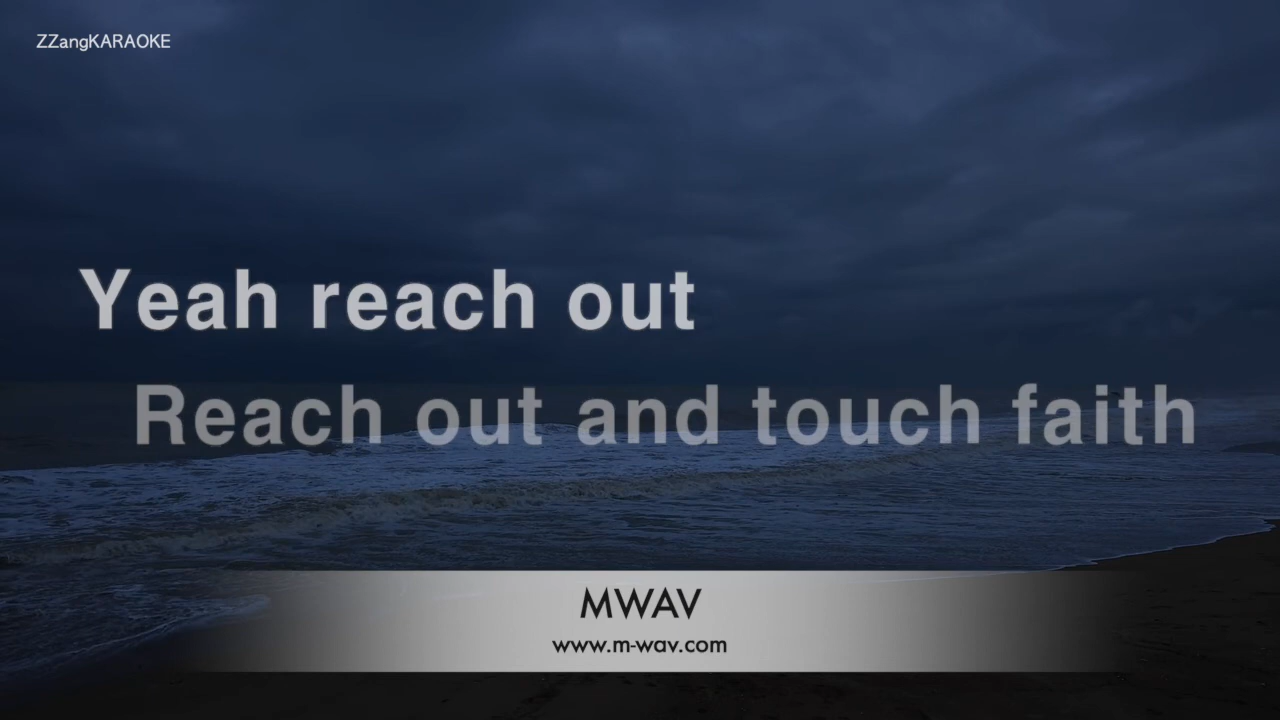 ZZangKARAOKE
Yeah reach out
Reach out and touch faith
MWAV
www.m-wav.com